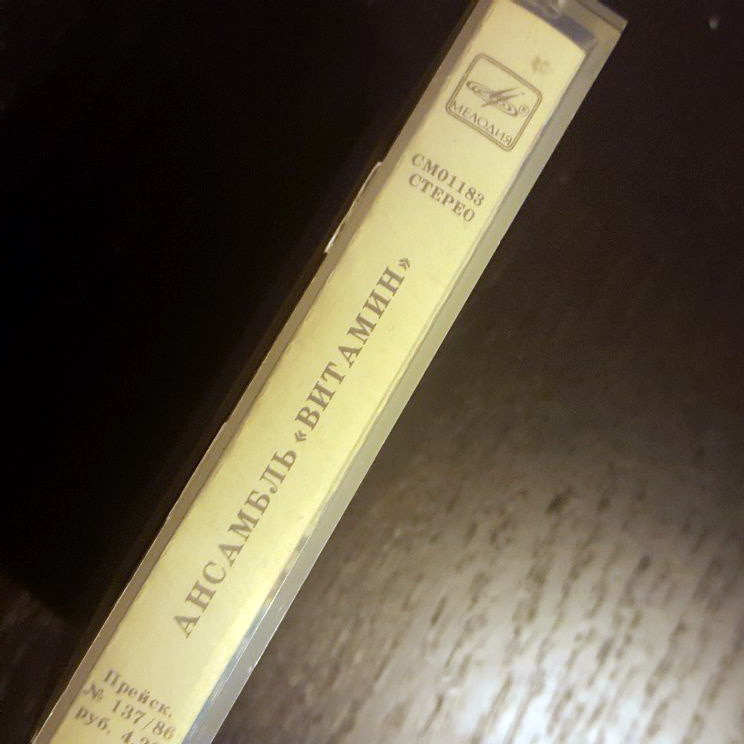 МЕЛОДИЯ
СМ01183
СТЕРЕО
АНСАМБЛЬ «ВИТАМИН»
Прейск.
№ 137/86
руб.